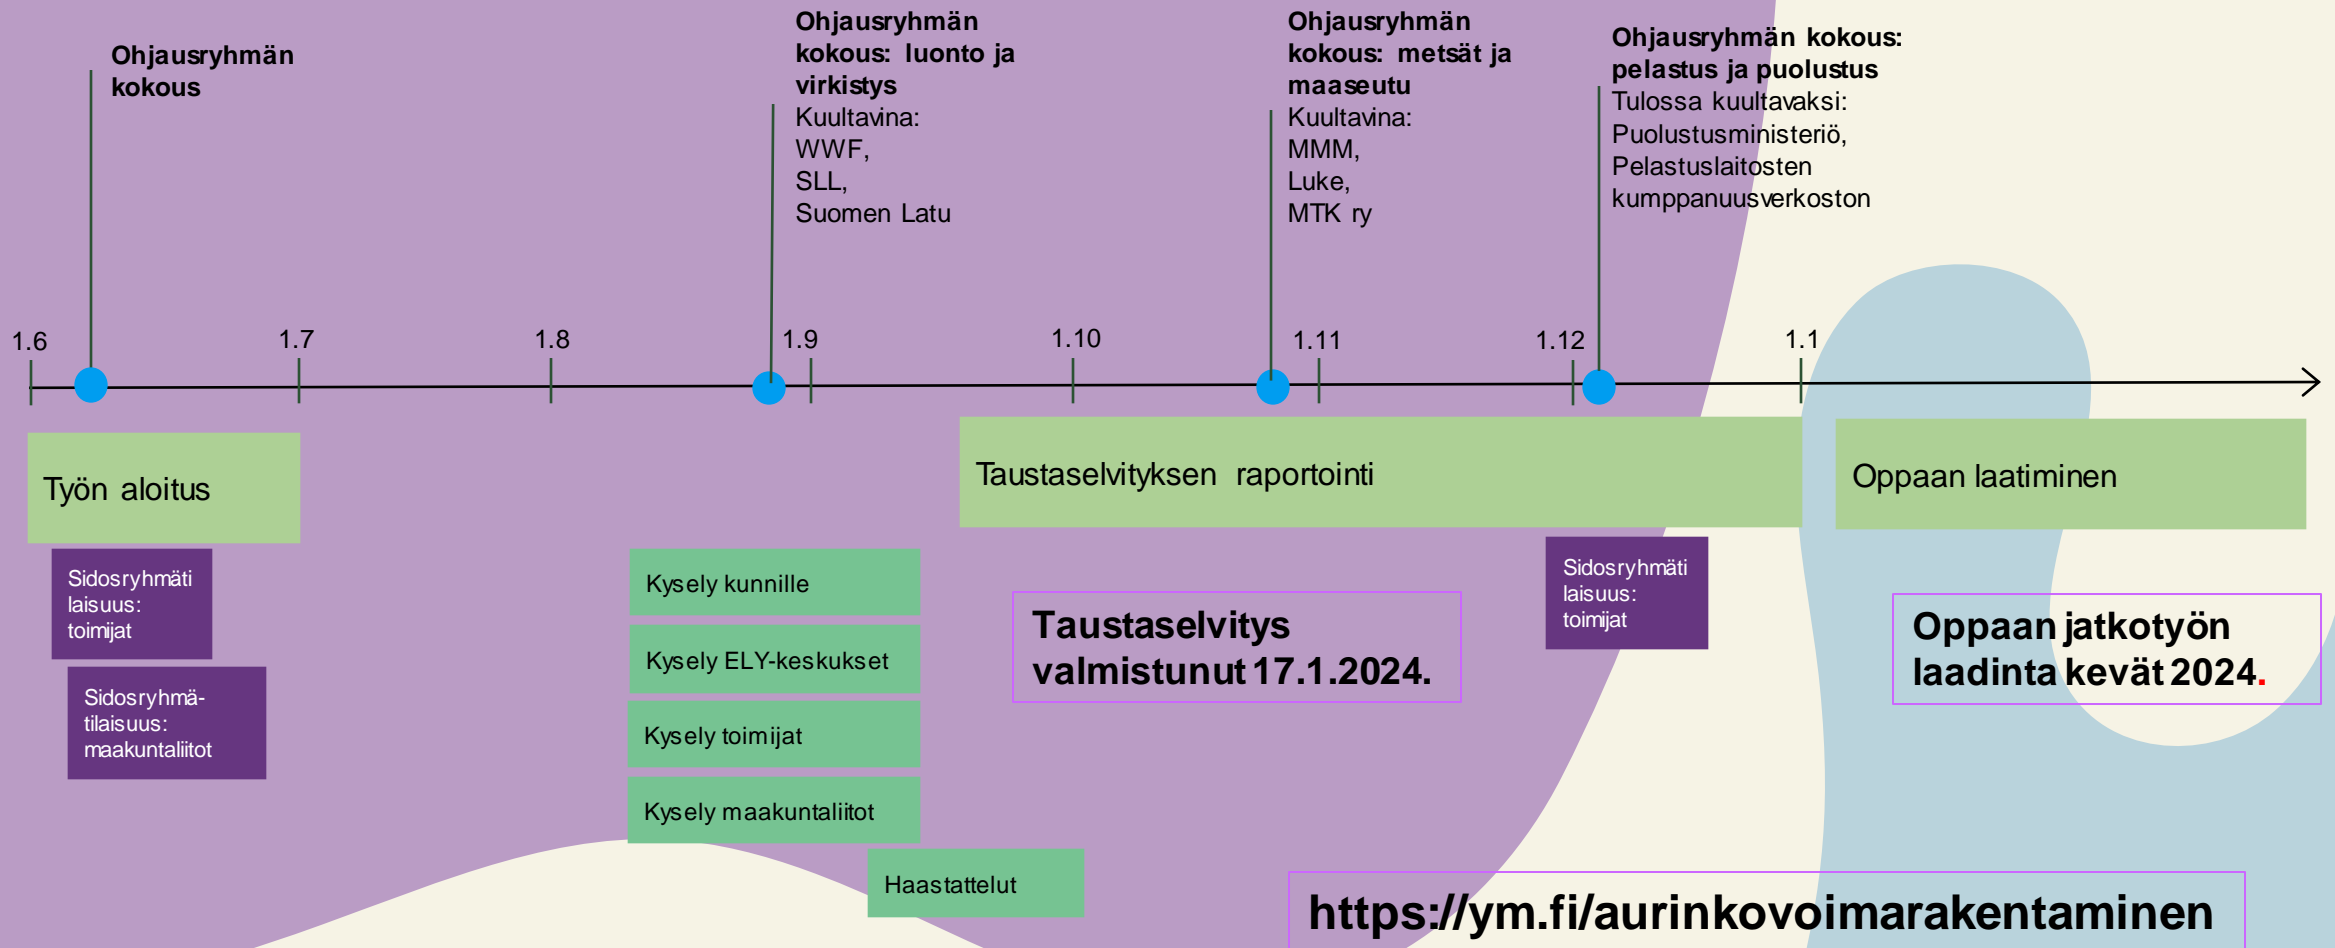 Ohjausryhmän
kokous
Ohjausryhmän
kokous: luonto ja
virkistys
Kuultavina:
WWF,
SLL,
Suomen Latu
Ohjausryhmän
kokous: metsät ja
maaseutu
Kuultavina:
MMM,
Luke,
MTK ry
Ohjausryhmän kokous:
pelastus ja puolustus
Tulossa kuultavaksi:
Puolustusministeriö,
Pelastuslaitosten
kumppanuusverkoston
1.6
1.7
1.8
1.9
1.10
1.11
1.12
1.1
Työn aloitus
Taustaselvityksen raportointi
Oppaan laatiminen
Sidosryhmäti
laisuus:
toimijat
Sidosryhmä-
tilaisuus:
maakuntaliitot
Kysely kunnille
Kysely ELY-keskukset
Kysely toimijat
Kysely maakuntaliitot
Haastattelut
Taustaselvitys
valmistunut 17.1.2024.
Sidosryhmäti
laisuus:
toimijat
Oppaan jatkotyön
laadinta kevät 2024.
https://ym.fi/aurinkovoimarakentaminen